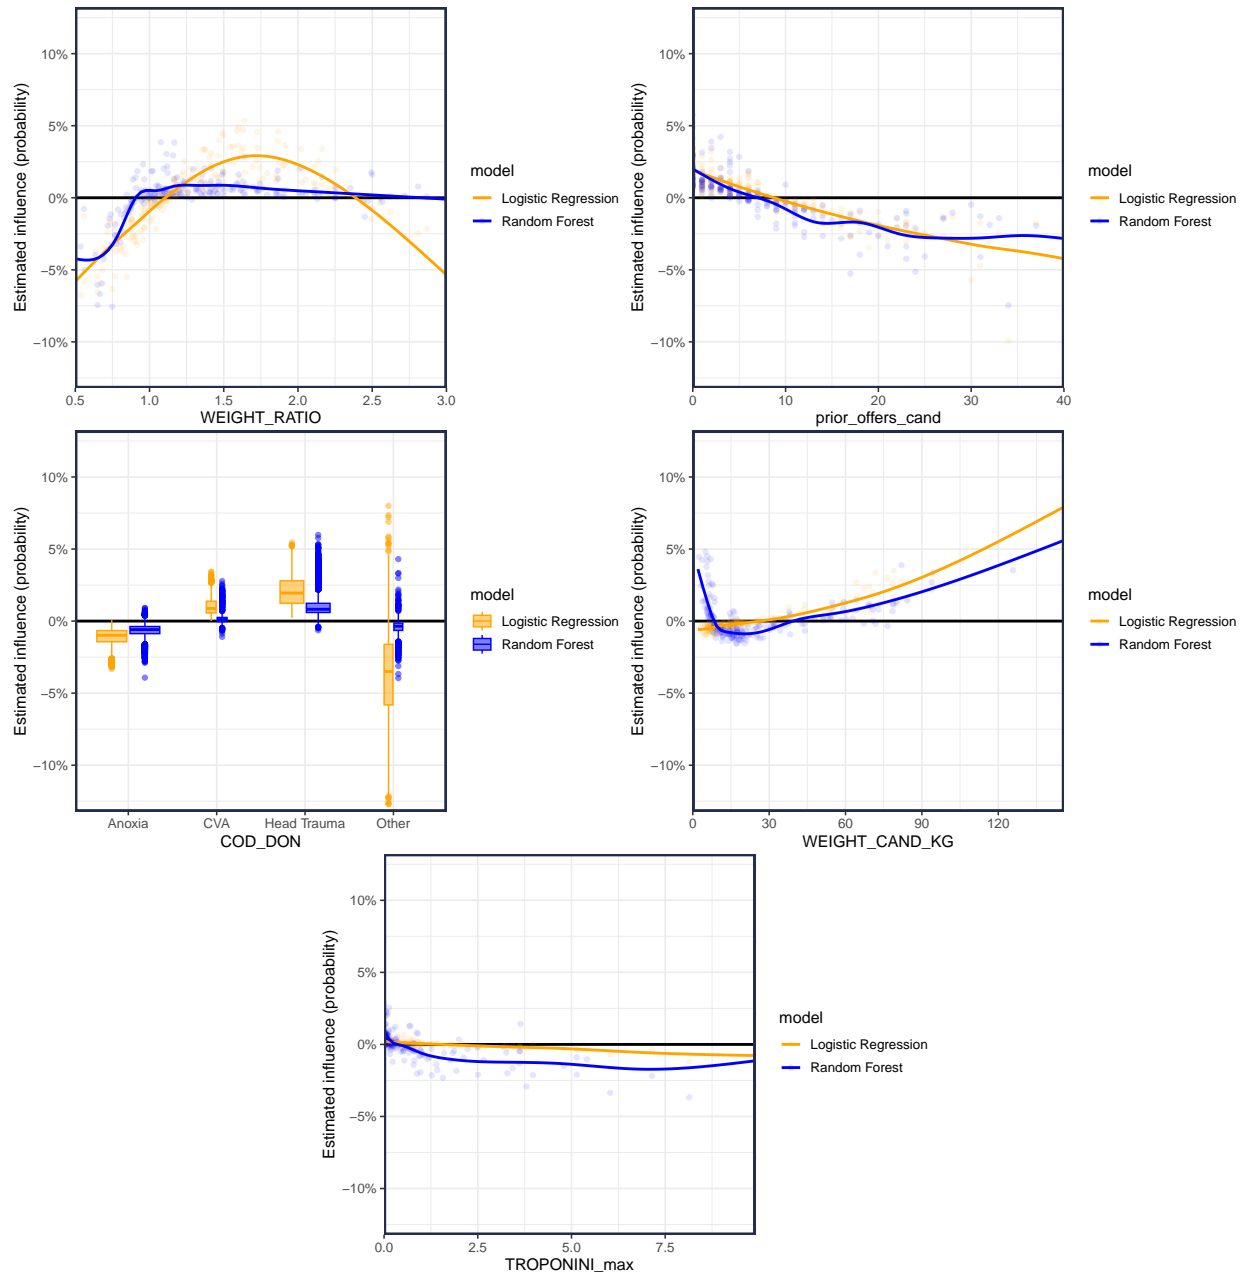 Estimated influence (probability)
10%
5%
0%
−5%
−10%
0.5 1.0 1.5 2.0 2.5 3.0
WEIGHT_RATIO
model
Logistic Regression
Random Forest
Estimated influence (probability)
10%
5%
0%
−5%
−10%
0 10 20 30 40
prior_offers_cand
model
Logistic Regression
Random Forest
Estimated influence (probability)
10%
5%
0%
−5%
−10%
Anoxia CVA Head Trauma Other
COD_DON
model
Logistic Regression
Random Forest
Estimated influence (probability)
10%
5%
0%
−5%
−10%
0 30 60 90 120
WEIGHT_CAND_KG
model
Logistic Regression
Random Forest
Estimated influence (probability)
10%
5%
0%
−5%
−10%
0.0 2.5 5.0 7.5
TROPONINI_max
model
Logistic Regression
Random Forest